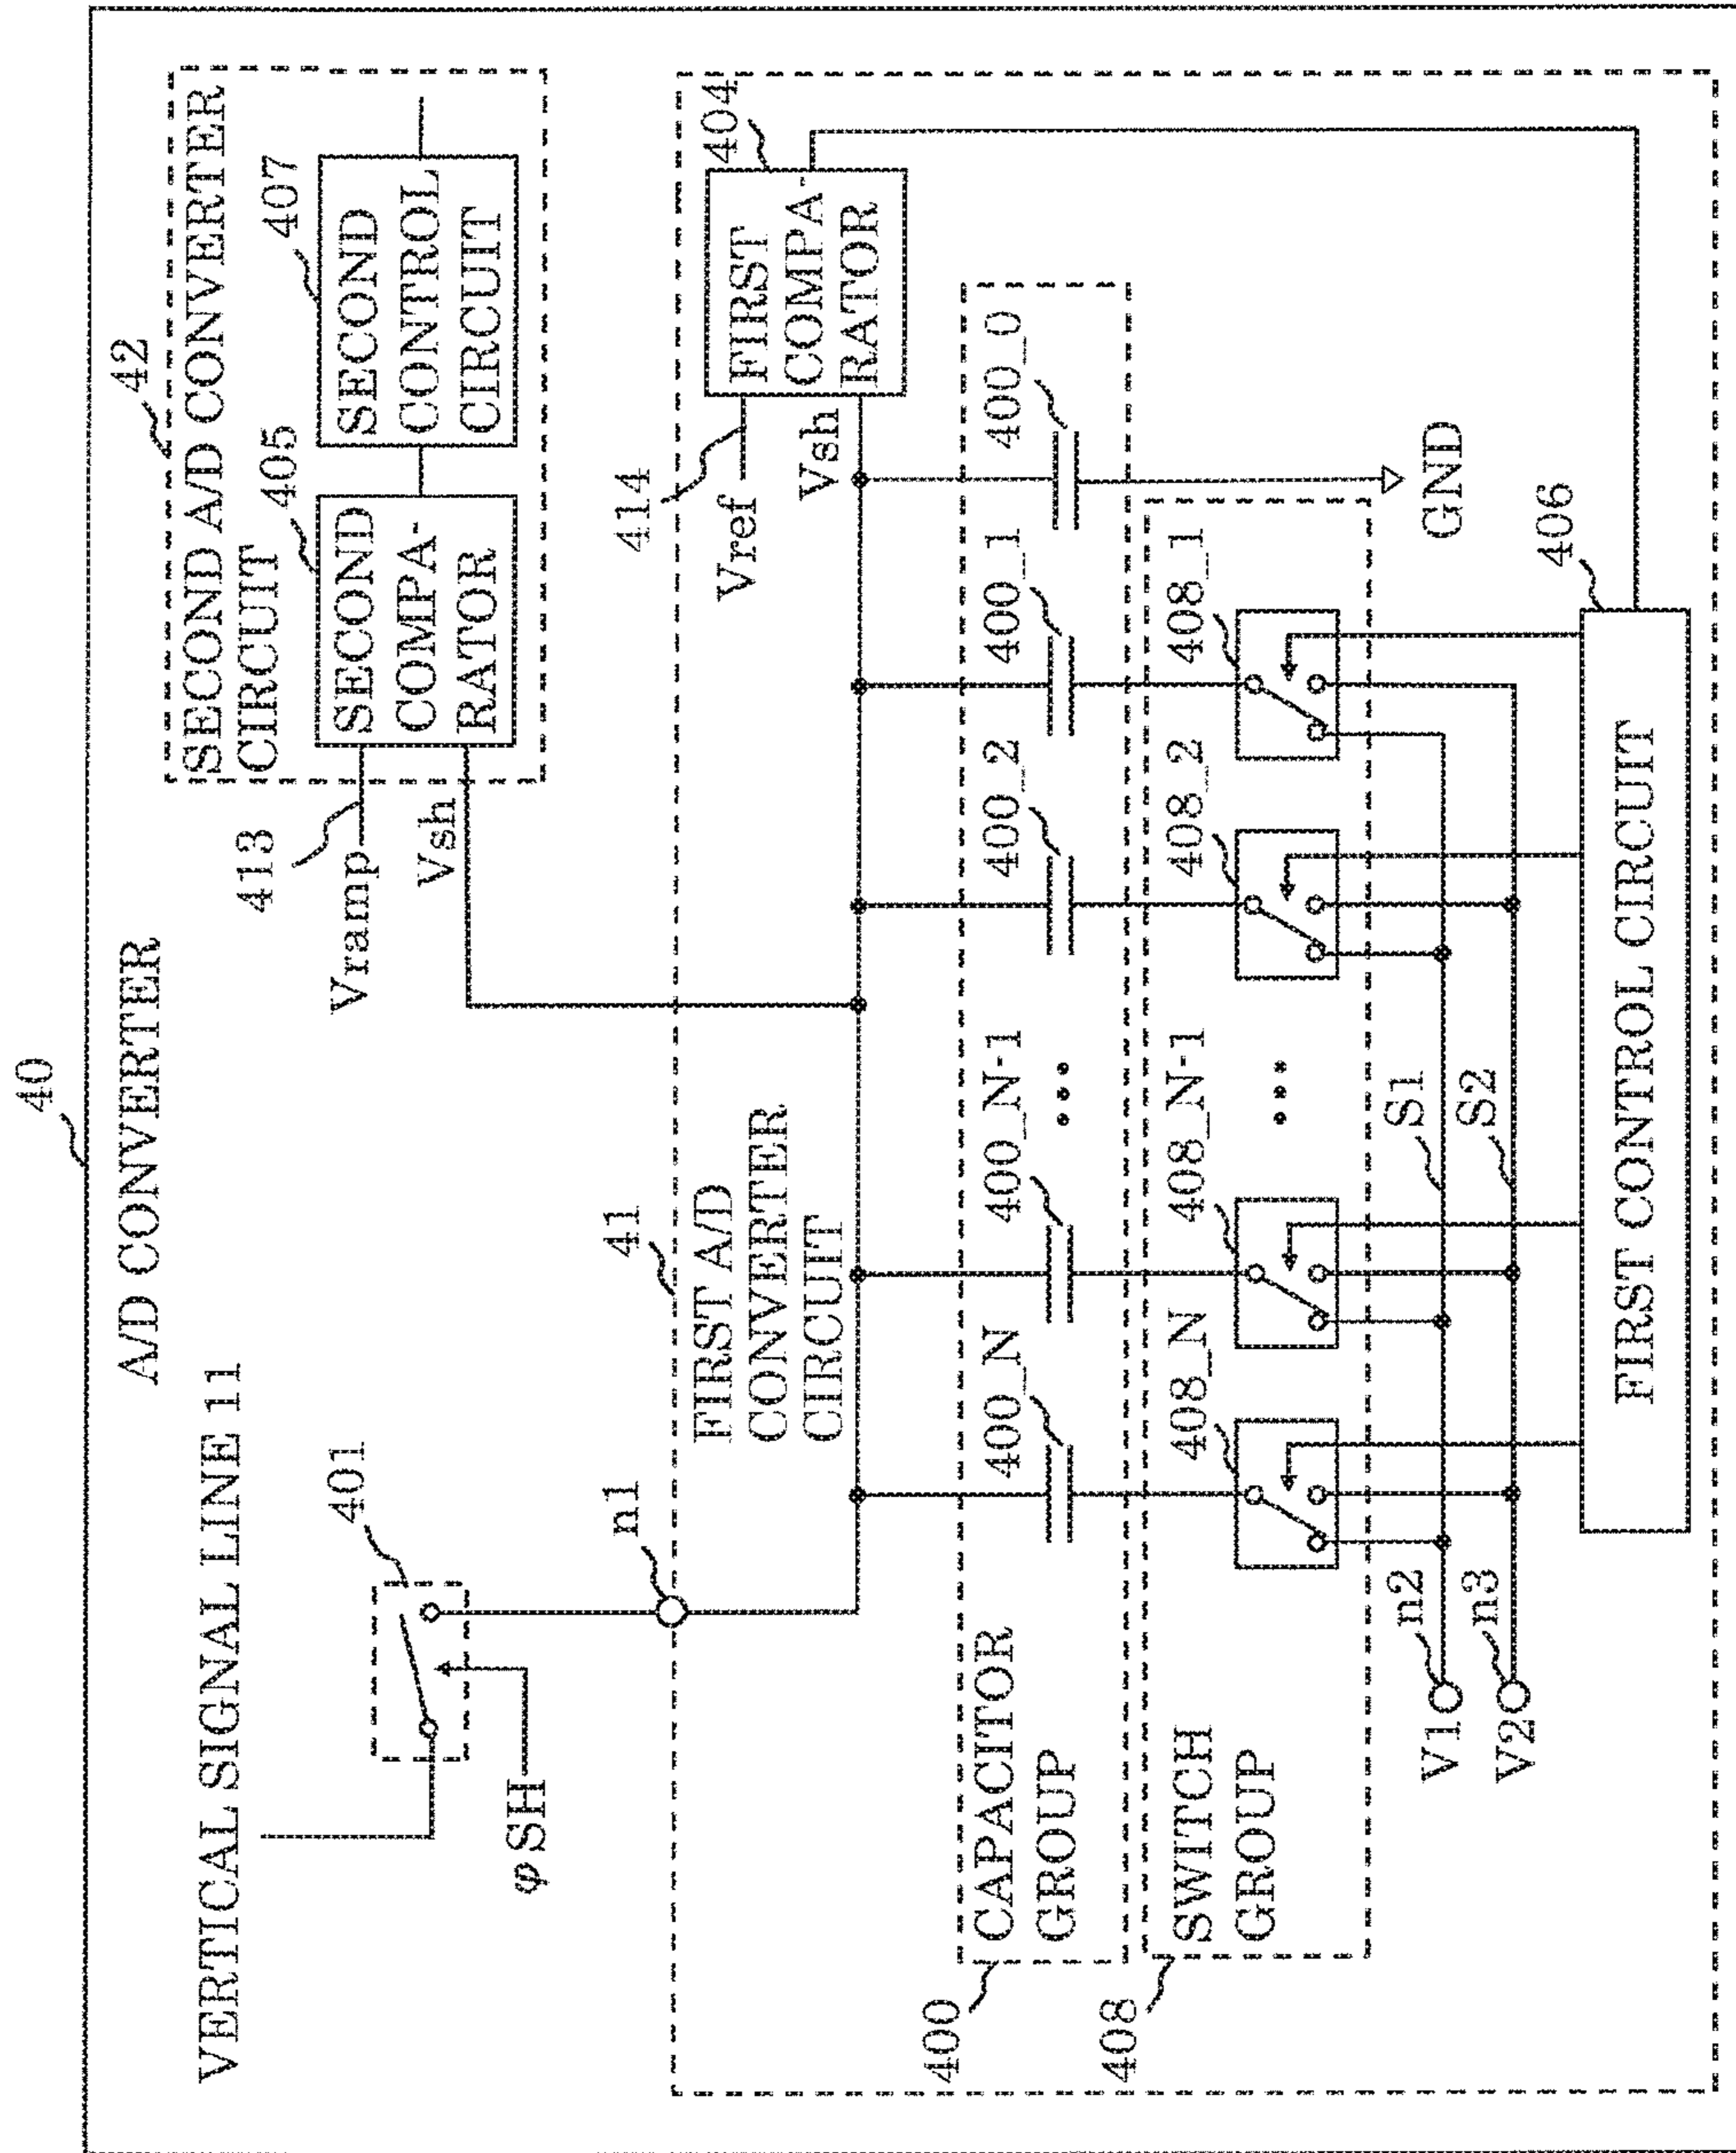 40
A/D CONVERTER
VERTICAL SIGNAL LINE 11
401
φSH
n1
42
SECOND A/D CONVERTER
CIRCUIT
405
407
SECOND
COMPA-
RATOR
SECOND
CONTROL
CIRCUIT
413
Vramp
Vsh
41
FIRST A/D
CONVERTER
CIRCUIT
404
FIRST
COMPA-
RATOR
414
Vref
Vsh
400
CAPACITOR
GROUP
400_N
400_N-1
400_2
400_1
400_0
408
SWITCH
GROUP
408_N
408_N-1
408_2
408_1
GND
n2
V1
S1
n3
V2
S2
406
FIRST CONTROL CIRCUIT